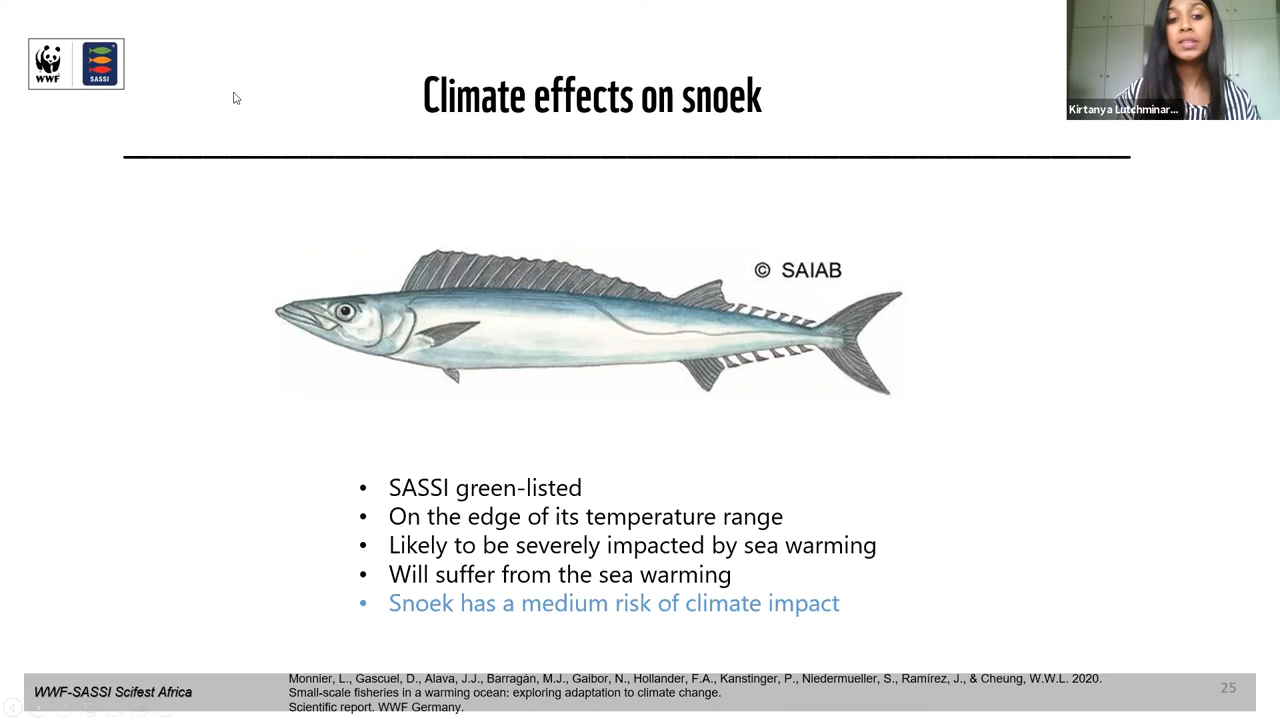 WWF
SASSI
Climate effects on snoek
Kirtanya Lutchminar...
© SAIAB
• SASSI green-listed
• On the edge of its temperature range
• Likely to be severely impacted by sea warming
• Will suffer from the sea warming
• Snoek has a medium risk of climate impact
WWF-SASSI Scifest Africa
Monnier, L., Gascuel, D., Alava, J.J., Barragán, M.J., Gaibor, N., Hollander, F.A., Kanstinger, P., Niedermueller, S., Ramírez, J., & Cheung, W.W.L. 2020.
Small-scale fisheries in a warming ocean: exploring adaptation to climate change.
Scientific report. WWF Germany.
25